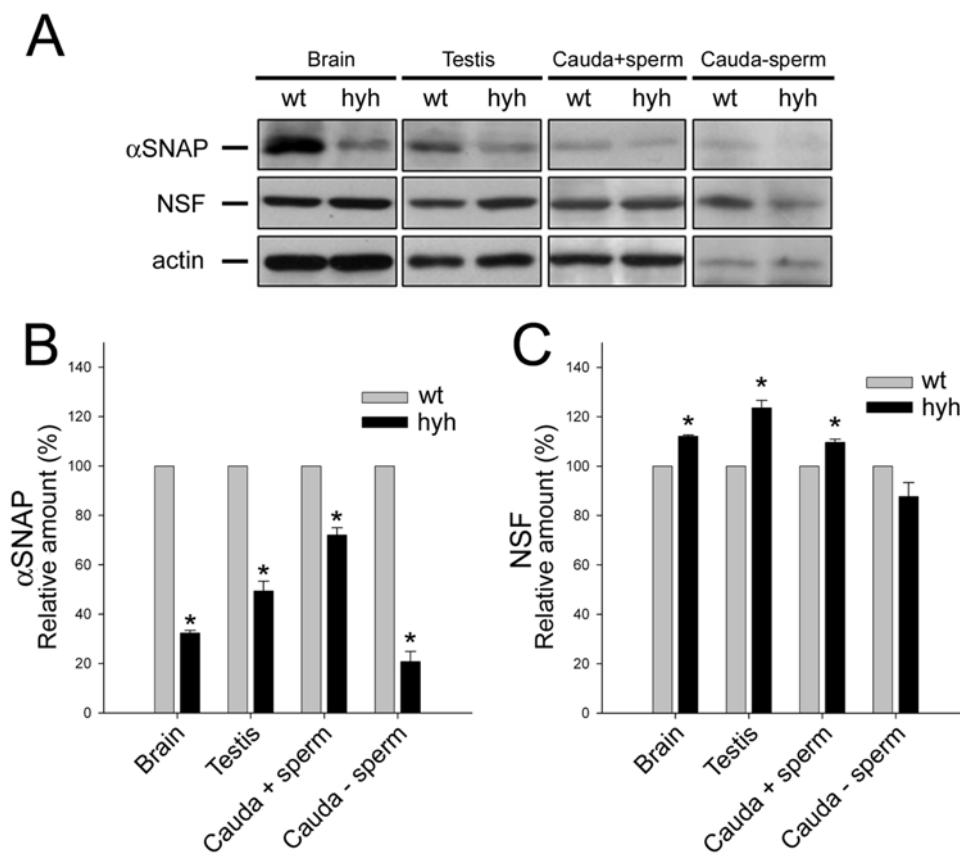 A
Brain Testis Cauda+sperm Cauda-sperm
wt hyh wt hyh wt hyh wt hyh
αSNAP
NSF
actin
B
αSNAP
Relative amount (%)
140
120
100
80
60
40
20
0
wt
hyh
* * * *
Brain Testis Cauda + sperm Cauda - sperm
C
NSF
Relative amount (%)
140
120
100
80
60
40
20
0
wt
hyh
* * *
Brain Testis Cauda + sperm Cauda - sperm